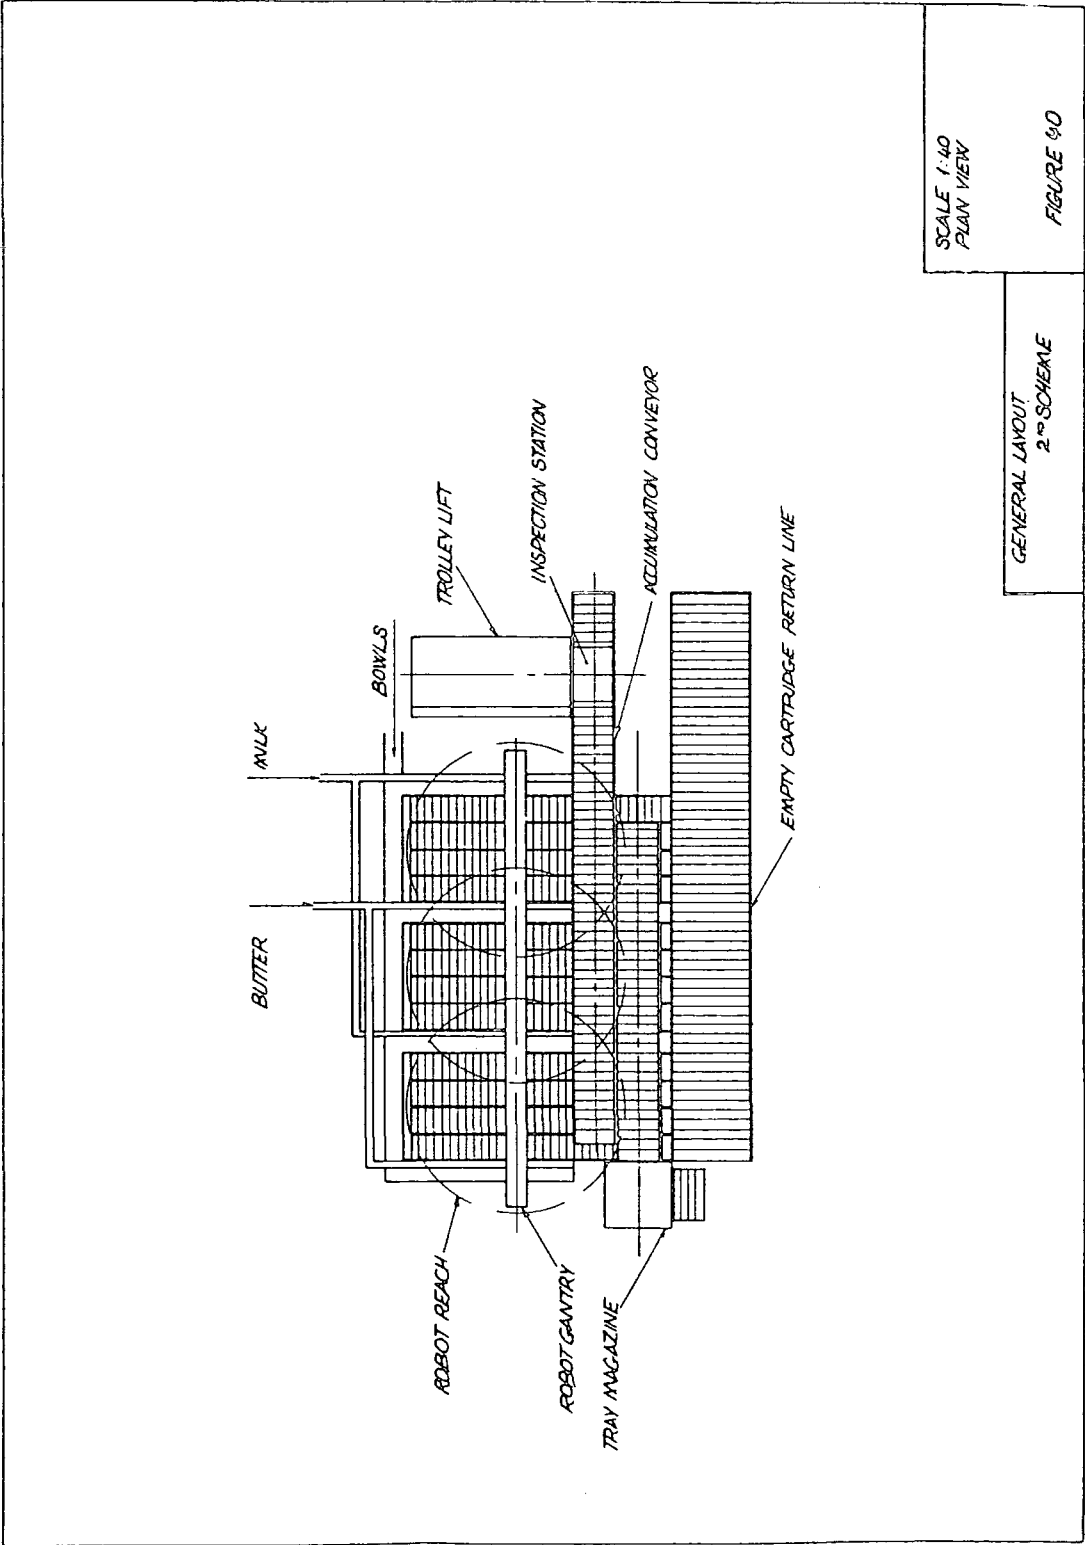 MILK
BUTTER
BOWLS
TROLLEY LIFT
INSPECTION STATION
ACCUMULATION CONVEYOR
EMPTY CARTRIDGE RETURN LINE
ROBOT REACH
ROBOT GANTRY
TRAY MAGAZINE
GENERAL LAYOUT
2ND SCHEME
SCALE 1:40
PLAN VIEW
FIGURE 40